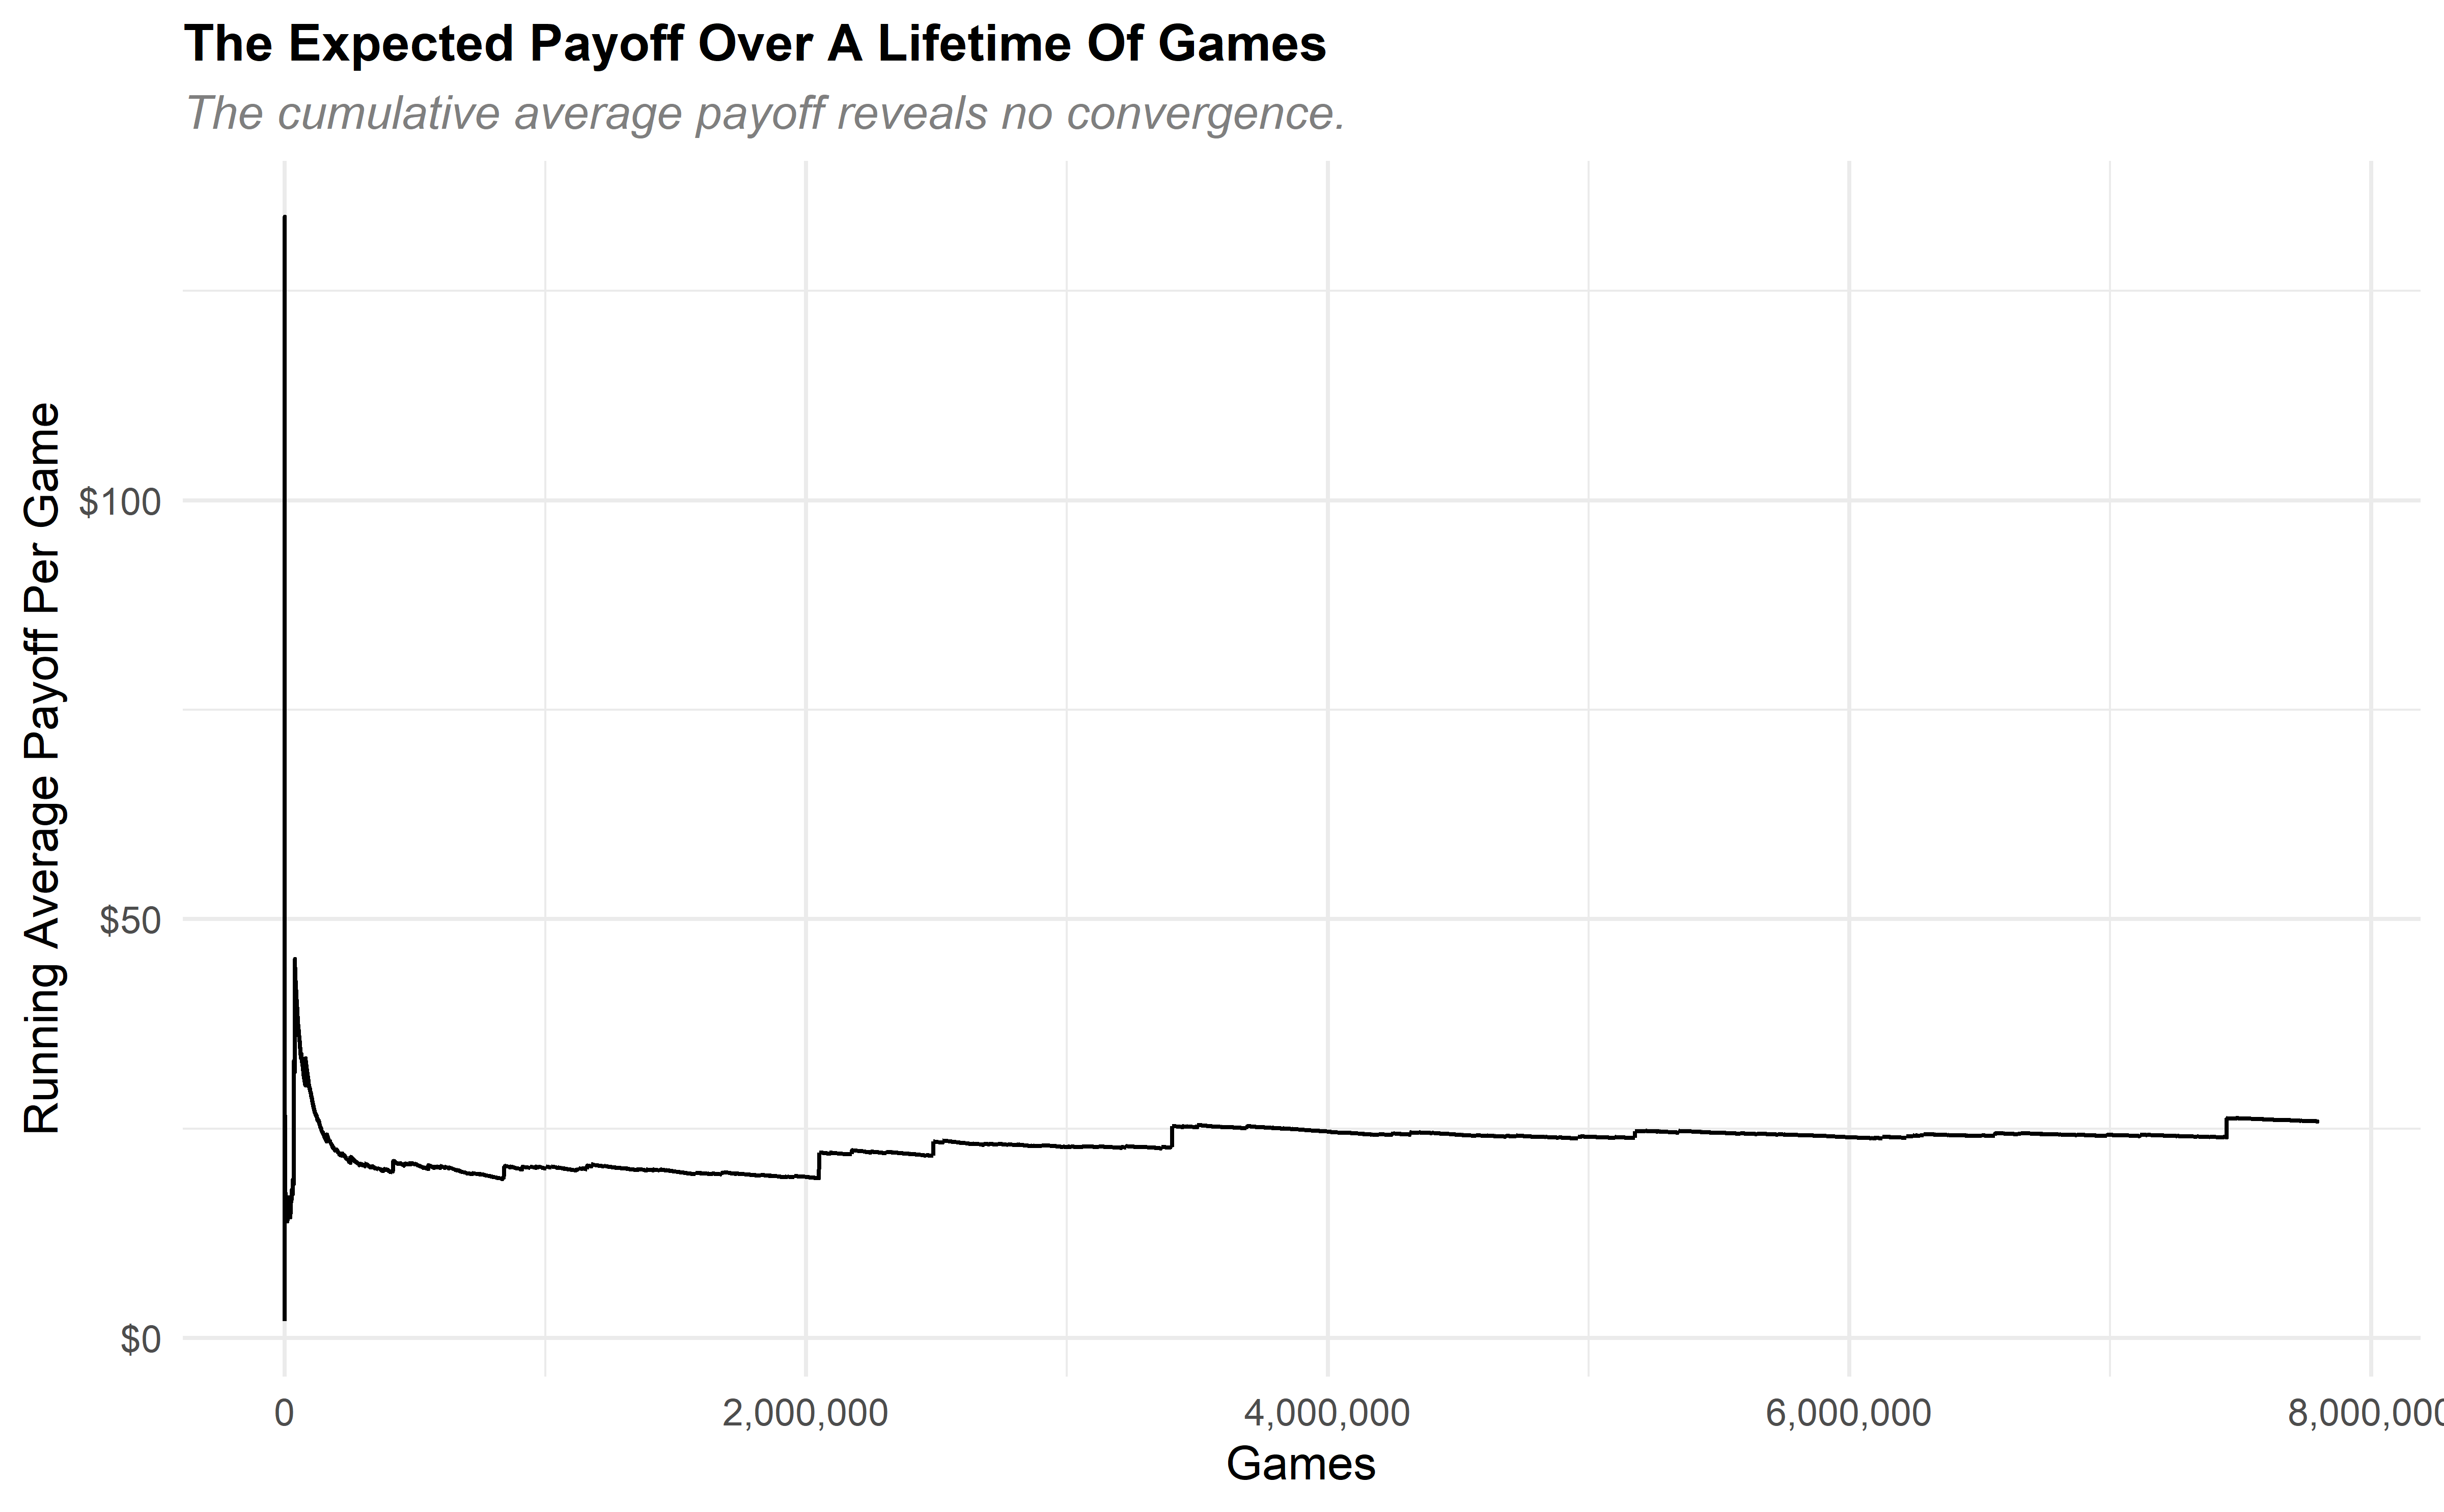 The Expected Payoff Over A Lifetime Of Games
The cumulative average payoff reveals no convergence.
Running Average Payoff Per Game
$100
$50
$0
0
2,000,000
4,000,000
6,000,000
8,000,000
Games